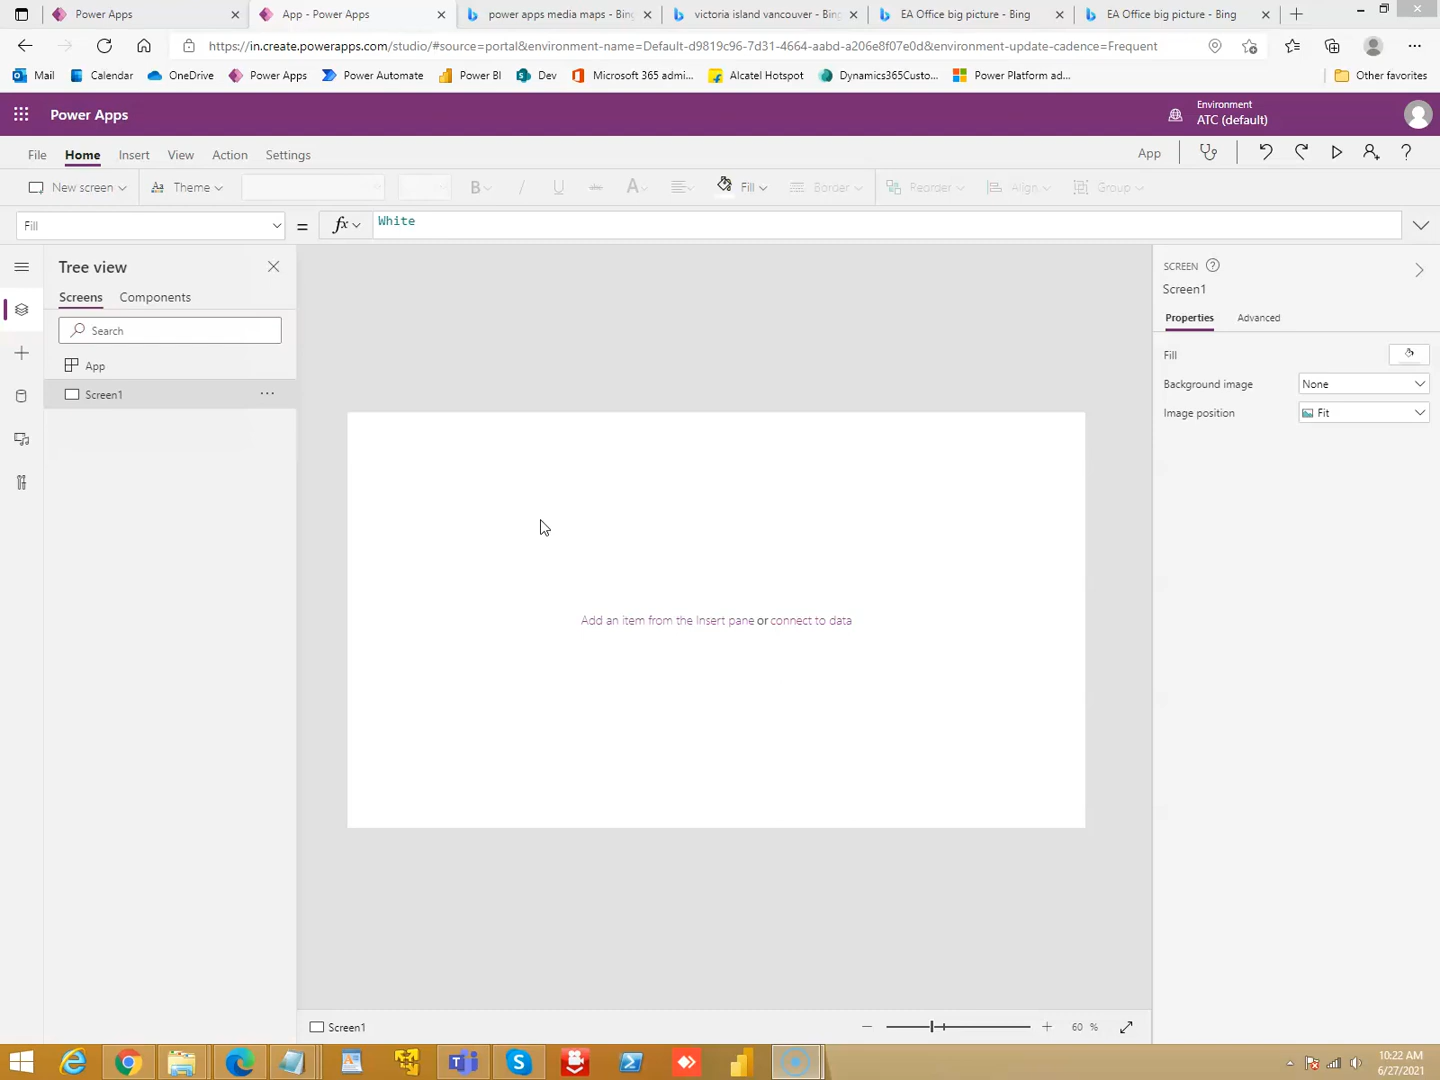 Power Apps
App - Power Apps
power apps media maps - Bing
victoria island vancouver - Bing
EA Office big picture - Bing
EA Office big picture - Bing
https://in.create.powerapps.com/studio/#source=portal&environment-name=Default-d9819c96-7d31-4664-aabd-a206e8f07e0d&environment-update-cadence=Frequent
Mail
Calendar
OneDrive
Power Apps
Power Automate
Power BI
Dev
Microsoft 365 admi...
Alcatel Hotspot
Dynamics365Custo...
Power Platform ad...
Other favorites
Power Apps
Environment
ATC (default)
File
Home
Insert
View
Action
Settings
App
New screen
Theme
B
Fill
Border
Reorder
Align
Group
Fill
=
fx
White
Tree view
Screens
Components
Search
App
Screen1
Add an item from the Insert pane or connect to data
SCREEN
Screen1
Properties
Advanced
Fill
Background image
None
Image position
Fit
Screen1
60 %
10:22 AM
6/27/2021